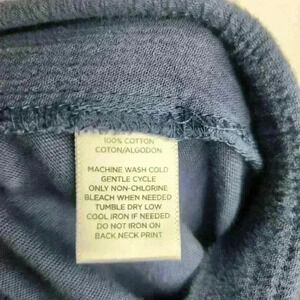 100% COTTON
COTON/ALGODON
MACHINE WASH COLD
GENTLE CYCLE
ONLY NON-CHLORINE
BLEACH WHEN NEEDED
TUMBLE DRY LOW
COOL IRON IF NEEDED
DO NOT IRON ON
BACK NECK PRINT